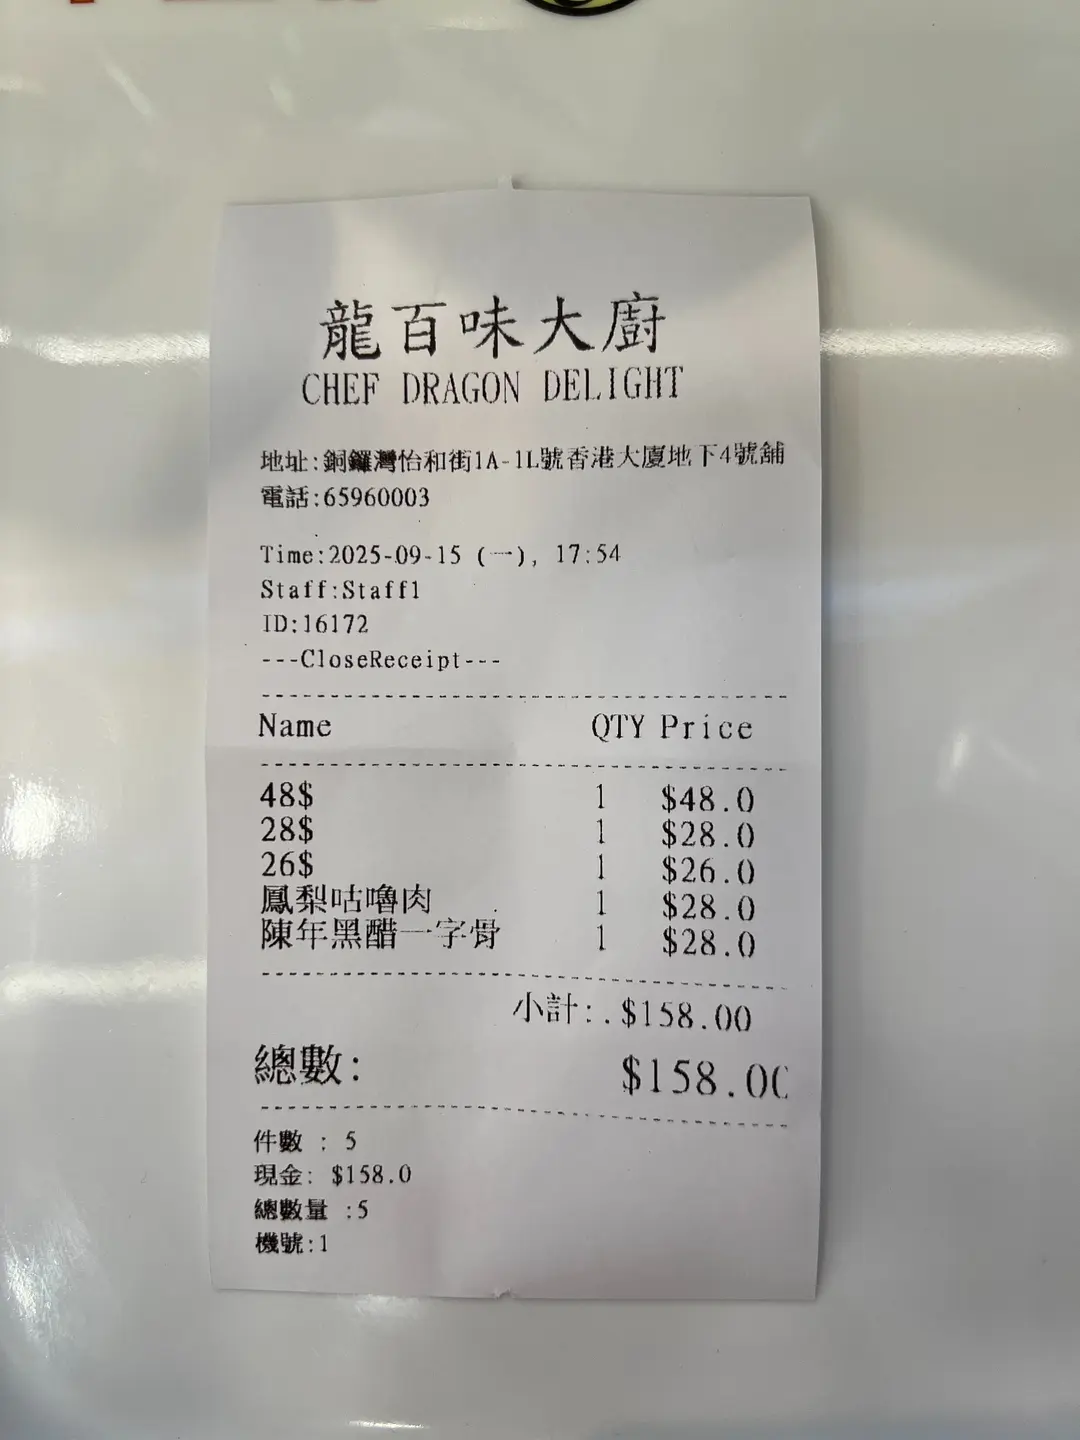 龍百味大廚
CHEF DRAGON DELIGHT
地址:銅鑼灣怡和街1A-1L號香港大廈地下4號舖
電話:65960003
Time:2025-09-15 (一), 17:54
Staff:Staff1
ID:16172
---CloseReceipt---
Name QTY Price
48$ 1 $48.0
28$ 1 $28.0
26$ 1 $26.0
鳳梨咕嚕肉 1 $28.0
陳年黑醋一字骨 1 $28.0
小計:.$158.00
總數: $158.00
件數 : 5
現金: $158.0
總數量 :5
機號:1